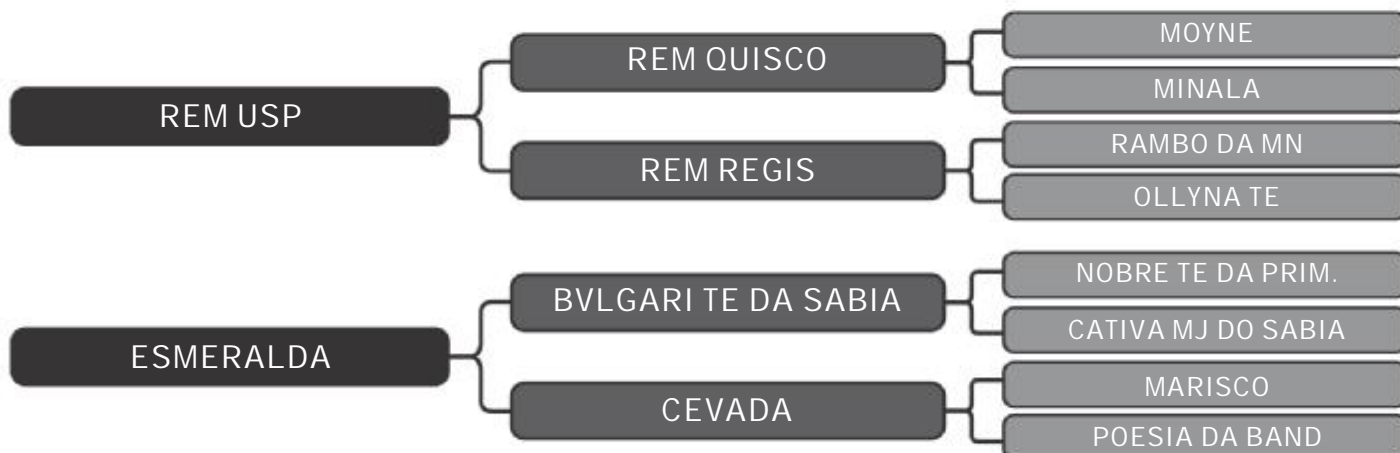 REM USP
REM QUISCO
MOYNE
MINALA
REM REGIS
RAMBO DA MN
OLLYNA TE
ESMERALDA
BVLGARI TE DA SABIA
NOBRE TE DA PRIM.
CATIVA MJ DO SABIA
CEVADA
MARISCO
POESIA DA BAND